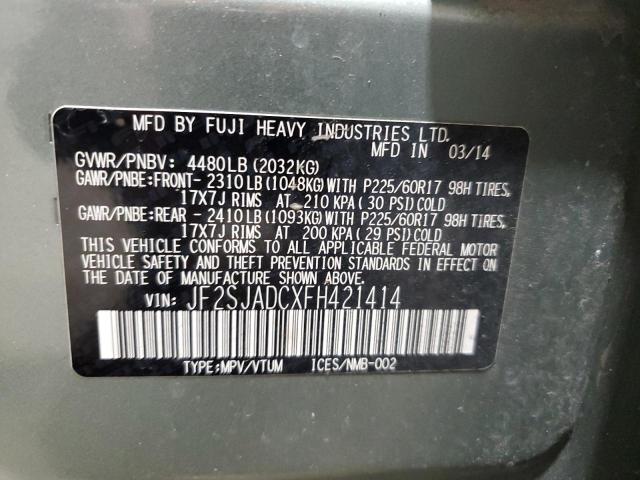 MFD BY FUJI HEAVY INDUSTRIES LTD.
MFD IN 03/14
GVWR/PNBV: 4480LB (2032KG)
GAWR/PNBE:FRONT- 2310LB (1048KG) WITH P225/60R17 98H TIRES,
17X7J RIMS AT 210 KPA (30 PSI) COLD
GAWR/PNBE:REAR - 2410LB (1093KG) WITH P225/60R17 98H TIRES,
17X7J RIMS AT 200 KPA (29 PSI) COLD
THIS VEHICLE CONFORMS TO ALL APPLICABLE FEDERAL MOTOR
VEHICLE SAFETY AND THEFT PREVENTION STANDARDS IN EFFECT ON
THE DATE OF MANUFACTURE SHOWN ABOVE.
VIN: JF2SJADCXFH421414
TYPE:MPV/VTUM ICES/NMB-002